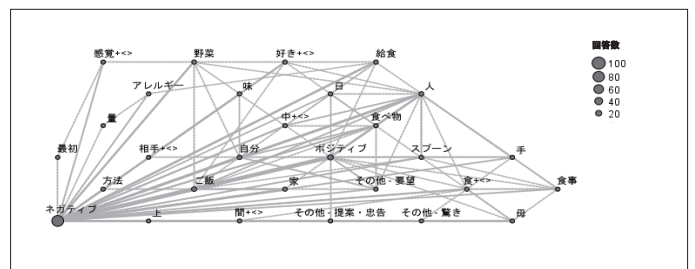 感覚+<>
野菜
好き+<>
給食
アレルギー
味
日
人
量
中+<>
食べ物
最初
相手+<>
自分
ポジティブ
スプーン
手
方法
ご飯
家
その他 - 要望
食+<>
食事
ネガティブ
上
間+<>
その他 - 提案・忠告
その他 - 驚き
母
回答数
100
80
60
40
20